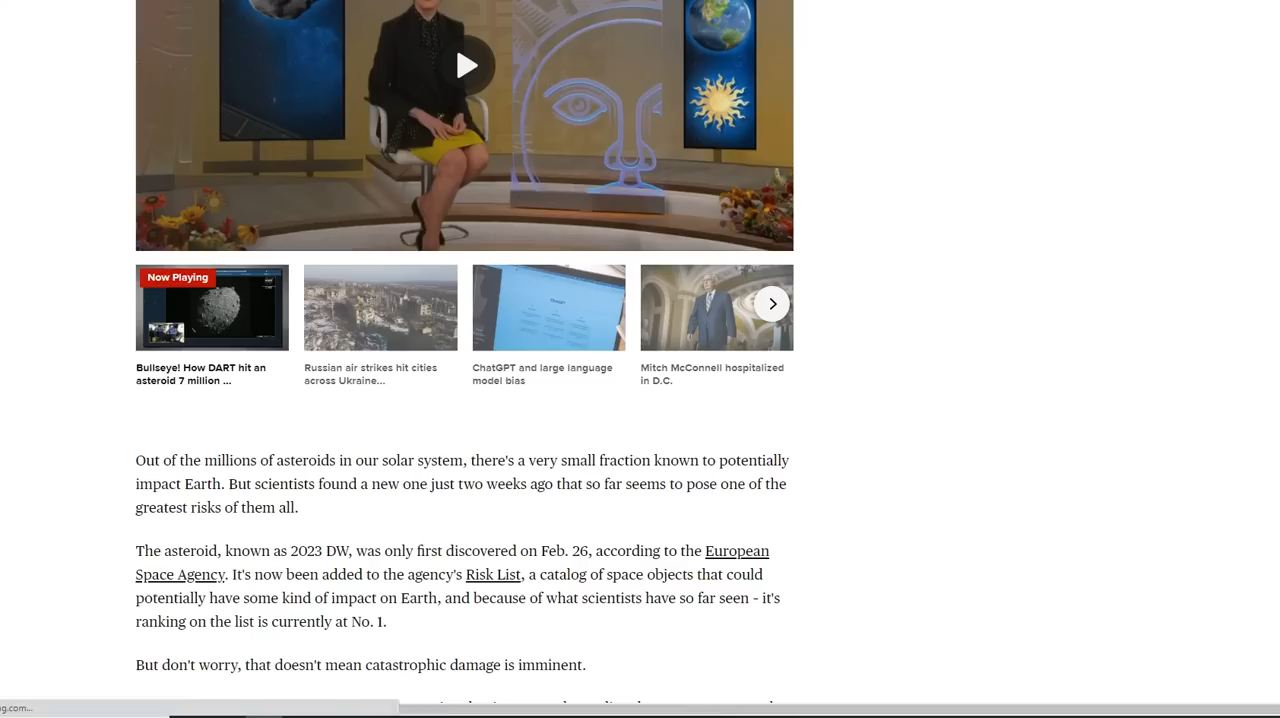 Now Playing
Bullseye! How DART hit an
asteroid 7 million ...
Russian air strikes hit cities
across Ukraine...
ChatGPT and large language
model bias
Mitch McConnell hospitalized
in D.C.
Out of the millions of asteroids in our solar system, there's a very small fraction known to potentially
impact Earth. But scientists found a new one just two weeks ago that so far seems to pose one of the
greatest risks of them all.
The asteroid, known as 2023 DW, was only first discovered on Feb. 26, according to the European
Space Agency. It's now been added to the agency's Risk List, a catalog of space objects that could
potentially have some kind of impact on Earth, and because of what scientists have so far seen – it's
ranking on the list is currently at No. 1.
But don't worry, that doesn't mean catastrophic damage is imminent.
g.com...